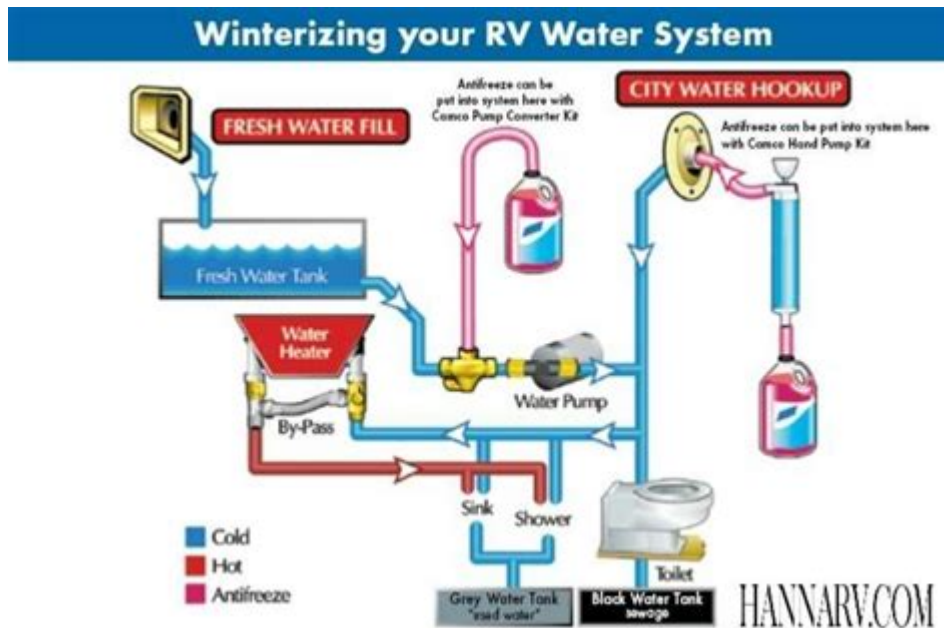 Winterizing your RV Water System
FRESH WATER FILL
Antifreeze can be
put into system here with
Camco Pump Converter Kit
CITY WATER HOOKUP
Antifreeze can be put into system here
with Camco Hand Pump Kit
Fresh Water Tank
Water
Heater
By-Pass
Water Pump
Sink
Shower
Toilet
Cold
Hot
Antifreeze
Grey Water Tank
"used water"
Black Water Tank
sewage
HANNARV.COM